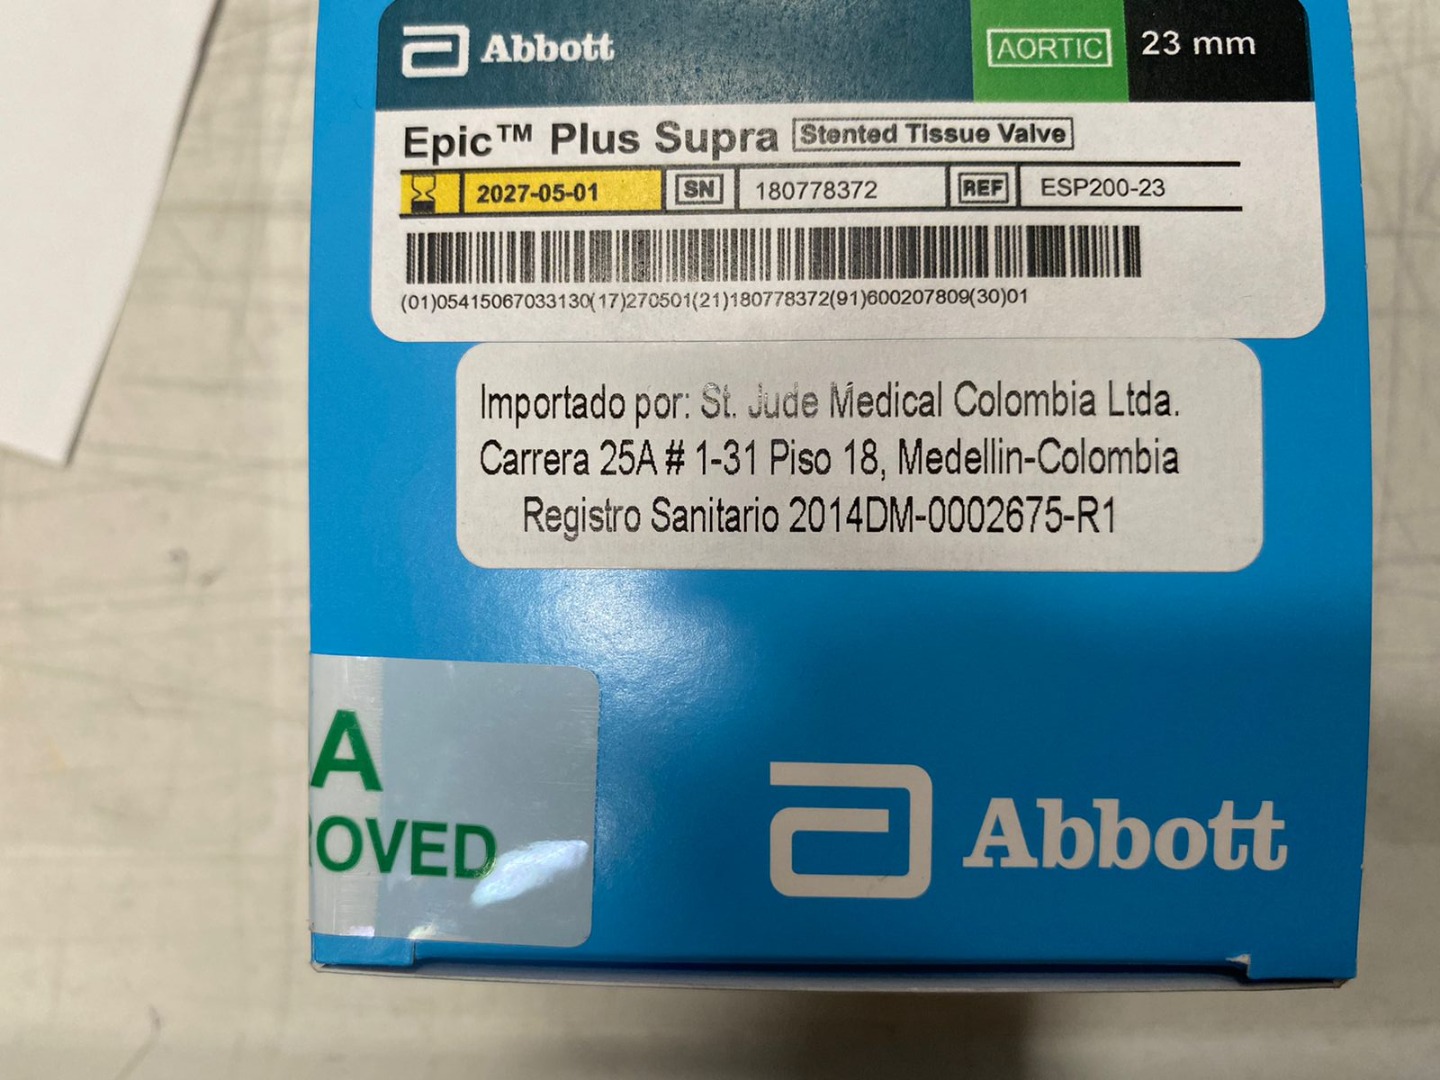 Abbott
AORTIC 23 mm
Epic™ Plus Supra Stented Tissue Valve
2027-05-01 SN 180778372 REF ESP200-23
(01)05415067033130(17)270501(21)180778372(91)600207809(30)01
Importado por: St. Jude Medical Colombia Ltda.
Carrera 25A # 1-31 Piso 18, Medellin-Colombia
Registro Sanitario 2014DM-0002675-R1
A
ROVED
Abbott